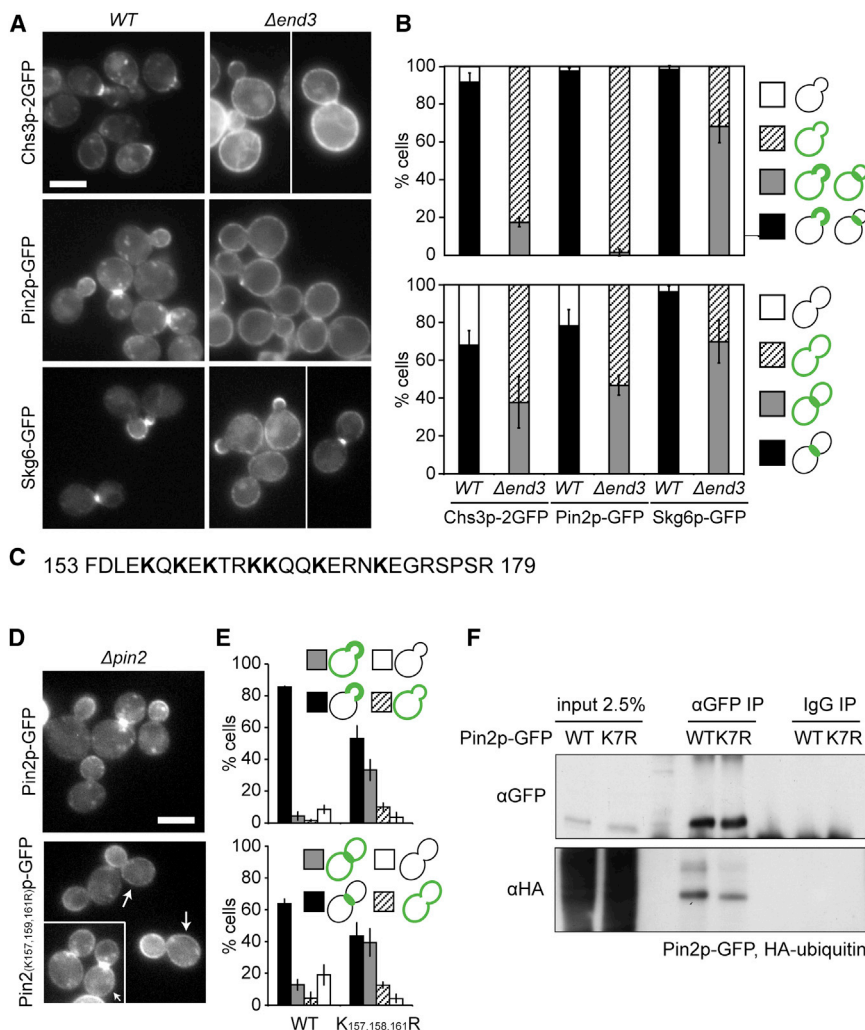 A
WT
Δend3
Chs3p-2GFP
Pin2p-GFP
Skg6-GFP
B
% cells
100
80
60
40
20
0
% cells
100
80
60
40
20
0
WT Δend3 WT Δend3 WT Δend3
Chs3p-2GFP Pin2p-GFP Skg6p-GFP
C 153 FDLEKQKEKTRKKQQKERNKEGRSPSR 179
D
Δpin2
Pin2p-GFP
Pin2(K157,159,161R)p-GFP
E
% cells
100
80
60
40
20
0
% cells
100
80
60
40
20
0
WT K157,158,161R
F
input 2.5% αGFP IP IgG IP
Pin2p-GFP WT K7R WT K7R WT K7R
αGFP
αHA
Pin2p-GFP, HA-ubiquitin